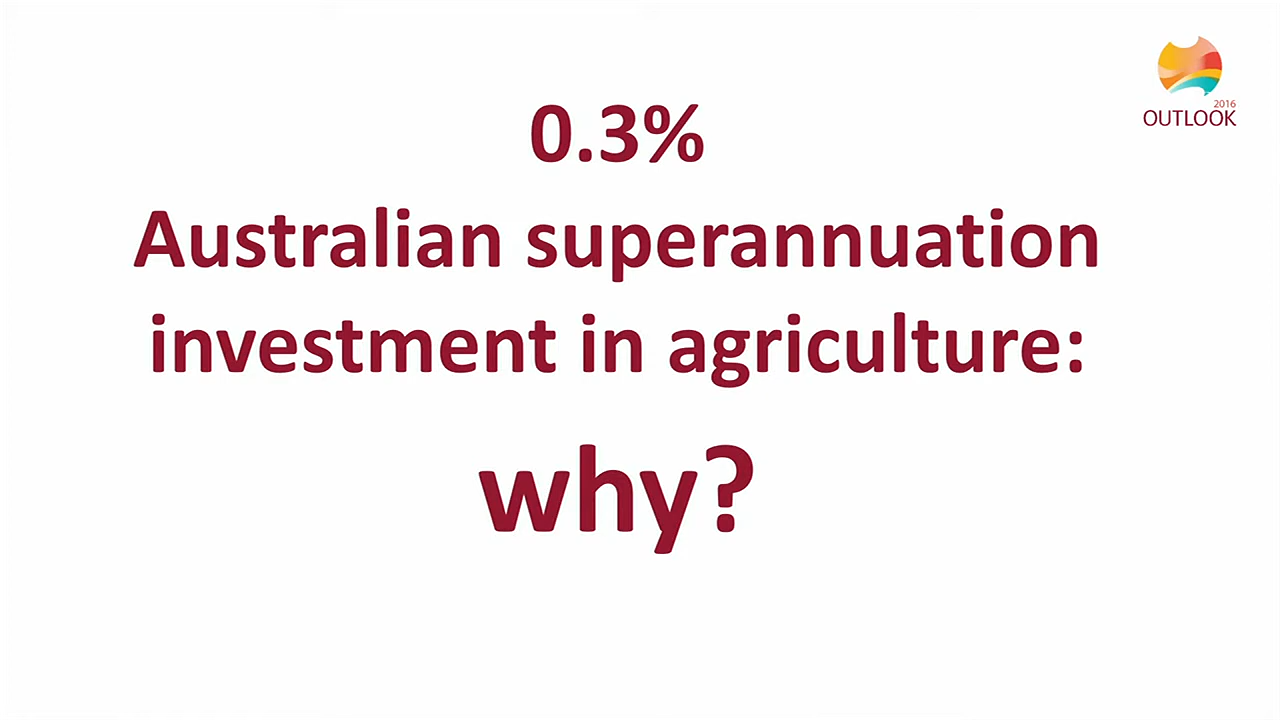 0.3%
Australian superannuation
investment in agriculture:
why?
2016
OUTLOOK